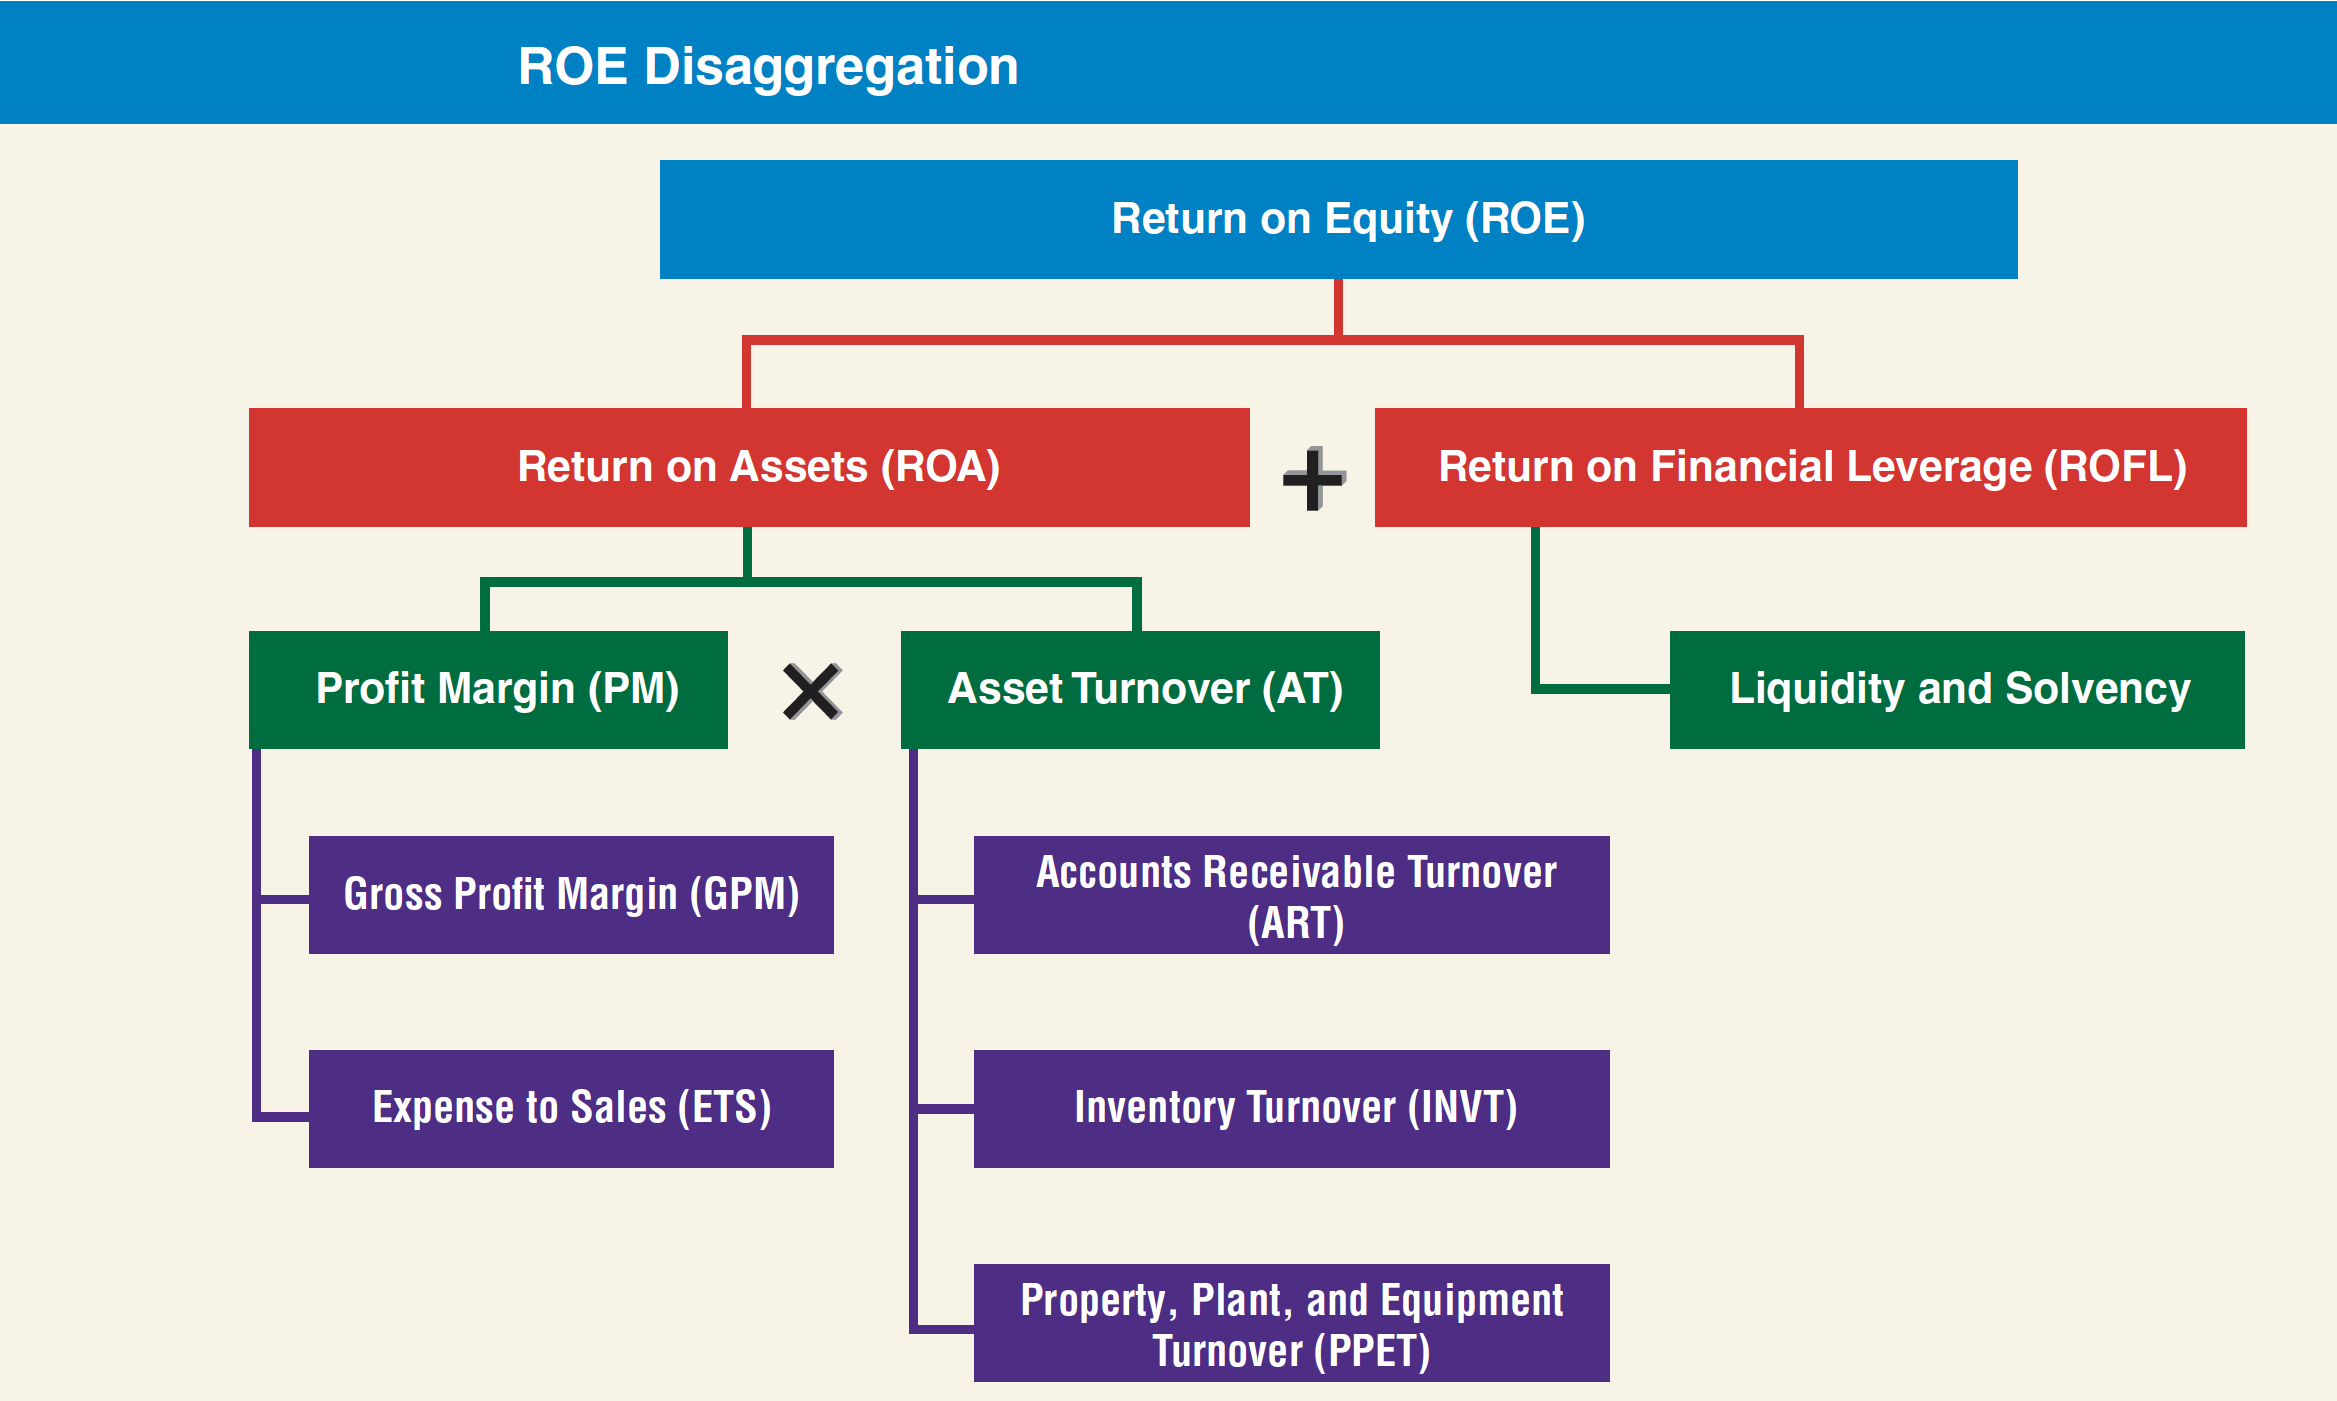 ROE Disaggregation
Return on Equity (ROE)
Return on Assets (ROA)
+
Return on Financial Leverage (ROFL)
Profit Margin (PM)
×
Asset Turnover (AT)
Liquidity and Solvency
Gross Profit Margin (GPM)
Accounts Receivable Turnover
(ART)
Expense to Sales (ETS)
Inventory Turnover (INVT)
Property, Plant, and Equipment
Turnover (PPET)